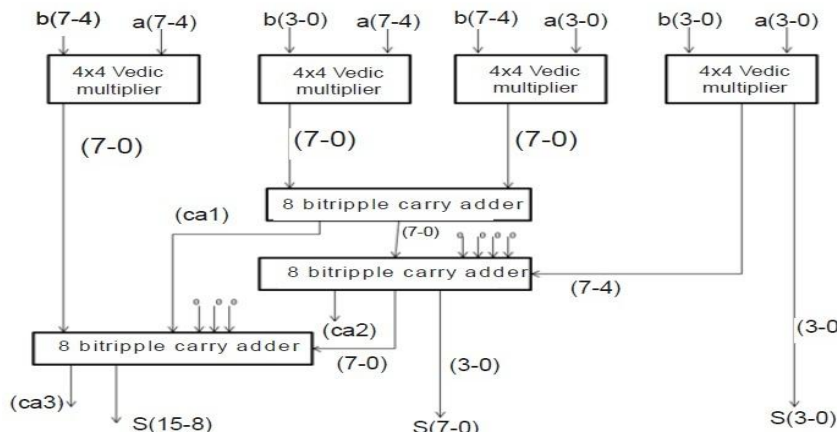 b(7-4) a(7-4) b(3-0) a(7-4) b(7-4) a(3-0) b(3-0) a(3-0)
4x4 Vedic multiplier
4x4 Vedic multiplier
4x4 Vedic multiplier
4x4 Vedic multiplier
(7-0) (7-0) (7-0)
8 bitripple carry adder
(ca1) (7-0)
o o o o
8 bitripple carry adder
(7-4)
o o o
(ca2)
(3-0
8 bitripple carry adder
(7-0) (3-0)
(ca3)
S(15-8) S(7-0) S(3-0)